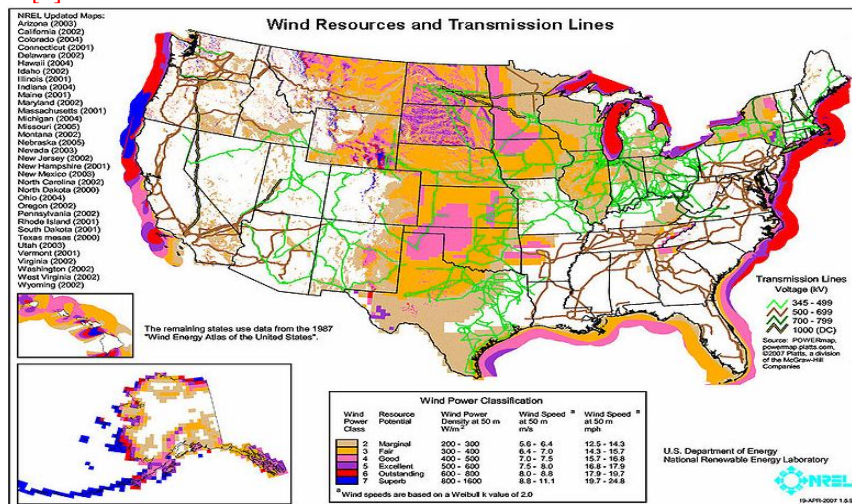 Wind Resources and Transmission Lines
NREL Updated Maps:
Arizona (2003)
California (2002)
Colorado (2004)
Connecticut (2001)
Delaware (2002)
Hawaii (2004)
Idaho (2002)
Illinois (2001)
Indiana (2004)
Maine (2001)
Maryland (2002)
Massachusetts (2001)
Michigan (2004)
Missouri (2005)
Montana (2002)
Nebraska (2005)
Nevada (2003)
New Jersey (2002)
New Hampshire (2001)
New Mexico (2003)
North Carolina (2002)
North Dakota (2000)
Ohio (2004)
Oregon (2002)
Pennsylvania (2002)
Rhode Island (2001)
South Dakota (2001)
Texas mesas (2000)
Utah (2003)
Vermont (2001)
Virginia (2002)
Washington (2002)
West Virginia (2002)
Wyoming (2002)
The remaining states use data from the 1987
"Wind Energy Atlas of the United States".
Transmission Lines
Voltage (kV)
345 - 499
500 - 699
700 - 799
1000 (DC)
Source: POWERmap,
powermap.platts.com,
©2007 Platts, a division
of the McGraw-Hill
Companies
Wind Power Classification
Wind Power Class Resource Potential Wind Power Density at 50 m W/m² Wind Speed a at 50 m m/s Wind Speed a at 50 m mph
2 Marginal 200 - 300 5.6 - 6.4 12.5 - 14.3
3 Fair 300 - 400 6.4 - 7.0 14.3 - 15.7
4 Good 400 - 500 7.0 - 7.5 15.7 - 16.8
5 Excellent 500 - 600 7.5 - 8.0 16.8 - 17.9
6 Outstanding 600 - 800 8.0 - 8.8 17.9 - 19.7
7 Superb 800 - 1600 8.8 - 11.1 19.7 - 24.8
a Wind speeds are based on a Weibull k value of 2.0
U.S. Department of Energy
National Renewable Energy Laboratory
NREL